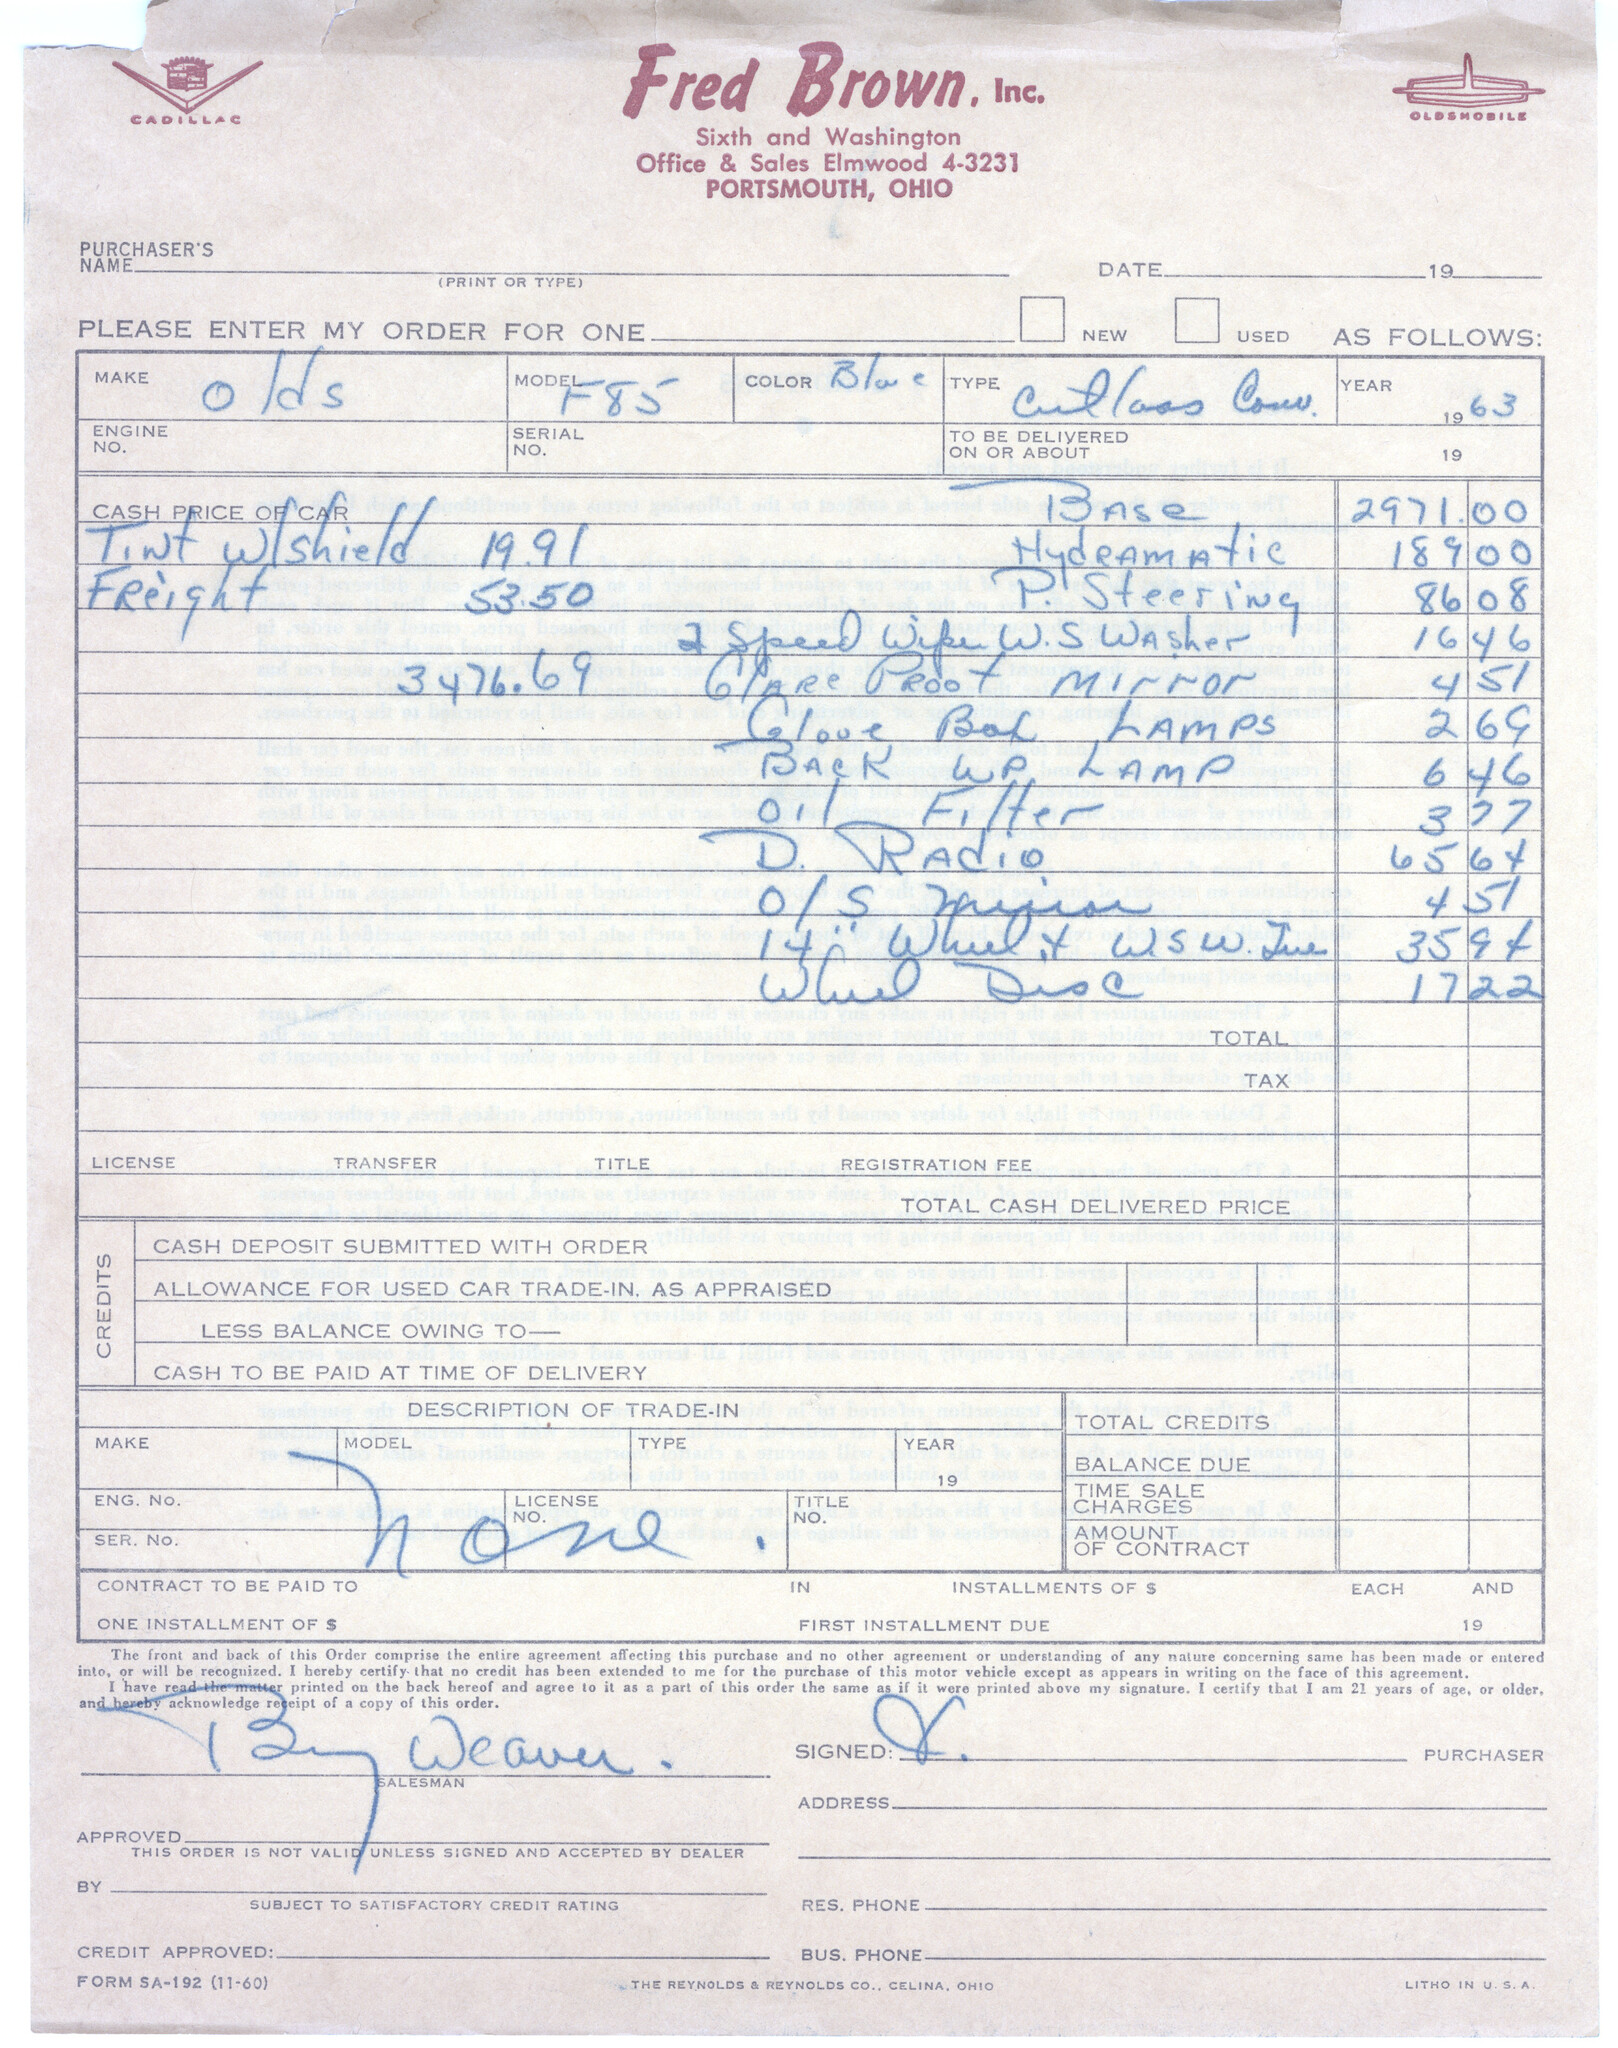 CADILLAC
Fred Brown, Inc.
Sixth and Washington
Office & Sales Elmwood 4-3231
PORTSMOUTH, OHIO
OLDSMOBILE
PURCHASER'S
NAME
(PRINT OR TYPE)
DATE 19
PLEASE ENTER MY ORDER FOR ONE NEW USED AS FOLLOWS:
MAKE Olds MODEL F85 COLOR Blue TYPE Cutlass Conv. YEAR 1963
ENGINE NO. SERIAL NO. TO BE DELIVERED ON OR ABOUT 19
CASH PRICE OF CAR BASE 2971.00
Tint W/Shield 19.91 HydRAMAtic 189 00
FReight 53.50 P. Steering 86 08
2 Speed Wiper W.S WAsher 16 46
3476.69 GlARe PRoof MiRROR 4 51
Glove Box LAMPS 2 69
BACK UP LAMP 6 46
Oil Filter 3 77
D. RADio 65 64
O/S Mirror 4 51
14" Wheel & W.S.W. Tire 35 94
Wheel Disc 17 22
TOTAL
TAX
LICENSE TRANSFER TITLE REGISTRATION FEE
TOTAL CASH DELIVERED PRICE
CREDITS
CASH DEPOSIT SUBMITTED WITH ORDER
ALLOWANCE FOR USED CAR TRADE-IN, AS APPRAISED
LESS BALANCE OWING TO—
CASH TO BE PAID AT TIME OF DELIVERY
DESCRIPTION OF TRADE-IN
MAKE MODEL TYPE YEAR 19
ENG. No. LICENSE NO. TITLE NO.
SER. No.
None.
TOTAL CREDITS
BALANCE DUE
TIME SALE CHARGES
AMOUNT OF CONTRACT
CONTRACT TO BE PAID TO IN INSTALLMENTS OF $ EACH AND
ONE INSTALLMENT OF $ FIRST INSTALLMENT DUE 19
The front and back of this Order comprise the entire agreement affecting this purchase and no other agreement or understanding of any nature concerning same has been made or entered
into, or will be recognized. I hereby certify that no credit has been extended to me for the purchase of this motor vehicle except as appears in writing on the face of this agreement.
I have read the matter printed on the back hereof and agree to it as a part of this order the same as if it were printed above my signature. I certify that I am 21 years of age, or older,
and hereby acknowledge receipt of a copy of this order.
Weaver.
SALESMAN
SIGNED: X. PURCHASER
ADDRESS
APPROVED
THIS ORDER IS NOT VALID UNLESS SIGNED AND ACCEPTED BY DEALER
BY
SUBJECT TO SATISFACTORY CREDIT RATING
RES. PHONE
CREDIT APPROVED:
BUS. PHONE
FORM SA-192 (11-60)
THE REYNOLDS & REYNOLDS CO., CELINA, OHIO
LITHO IN U. S. A.